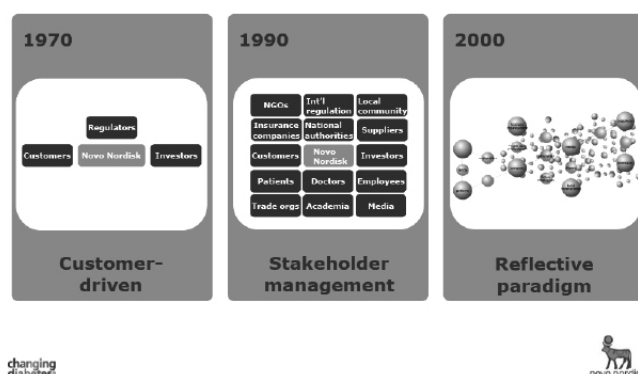 1970
Regulators
Customers
Novo Nordisk
Investors
Customer-
driven
1990
NGOs
Int'l
regulation
Local
community
Insurance
companies
National
authorities
Suppliers
Customers
Novo
Nordisk
Investors
Patients
Doctors
Employees
Trade orgs
Academia
Media
Stakeholder
management
2000
Reflective
paradigm
changing
diabetes